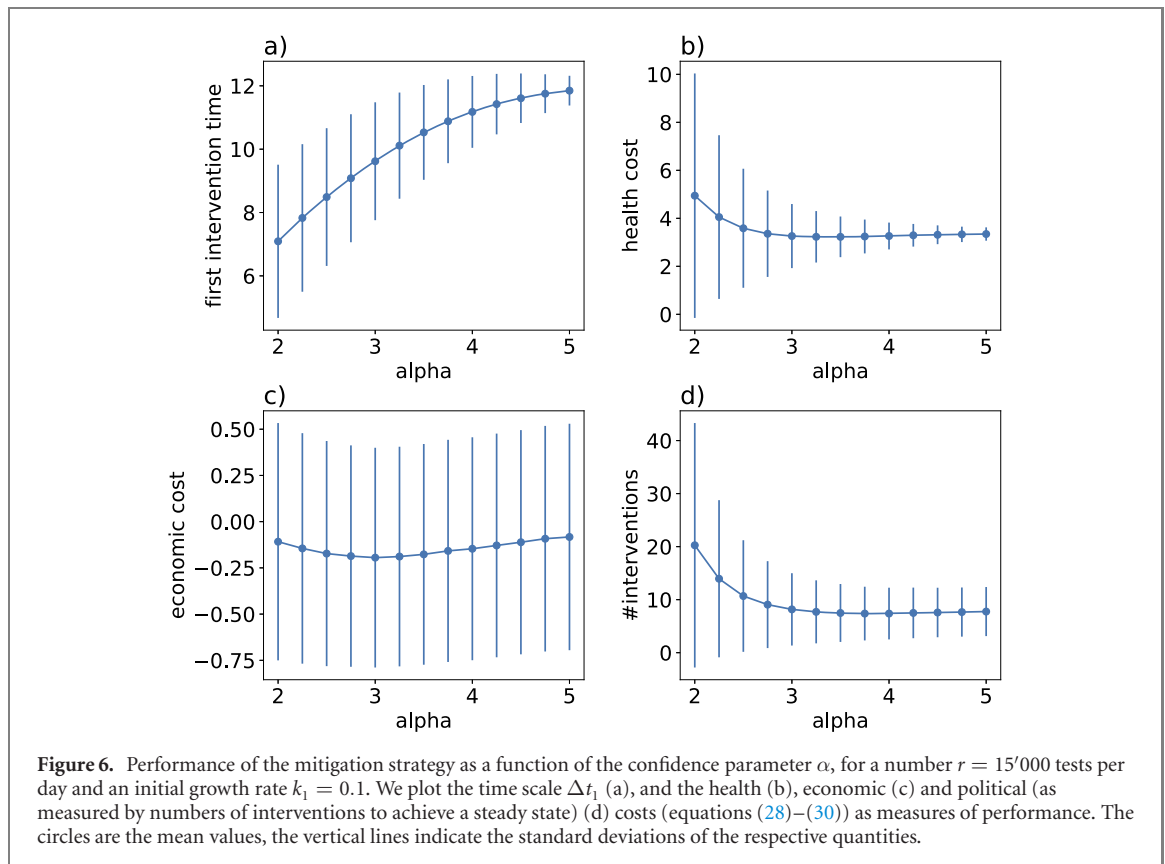 a)
12
10
8
6
first intervention time
2
3
4
5
alpha
b)
10
8
6
4
2
0
health cost
2
3
4
5
alpha
c)
0.50
0.25
0.00
−0.25
−0.50
−0.75
economic cost
2
3
4
5
alpha
d)
40
30
20
10
0
#interventions
2
3
4
5
alpha
Figure 6. Performance of the mitigation strategy as a function of the confidence parameter α, for a number r = 15′000 tests per
day and an initial growth rate k₁ = 0.1. We plot the time scale Δt₁ (a), and the health (b), economic (c) and political (as
measured by numbers of interventions to achieve a steady state) (d) costs (equations (28)–(30)) as measures of performance. The
circles are the mean values, the vertical lines indicate the standard deviations of the respective quantities.